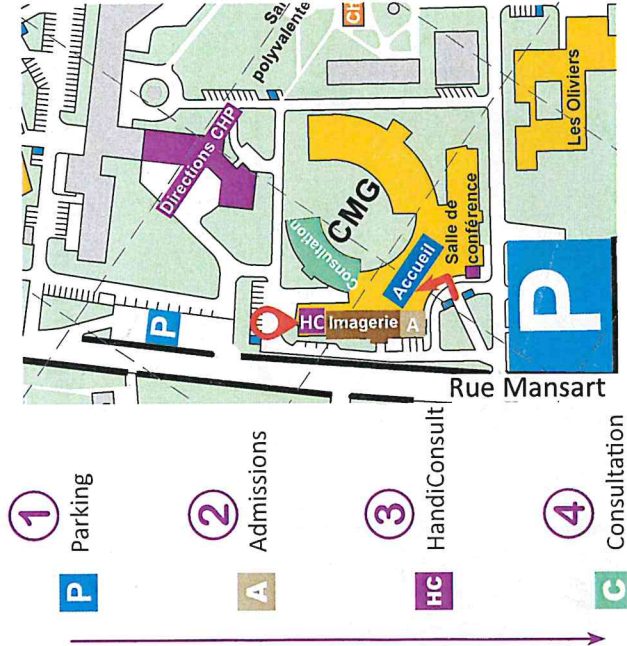 Sa
polyvalente
CH
Directions CHP
CMG
Consultation
Accueil
Salle de
conférence
Les Oliviers
P
HC
Imagerie
A
P
Rue Mansart
1
P
Parking
2
A
Admissions
3
HC
HandiConsult
4
C
Consultation